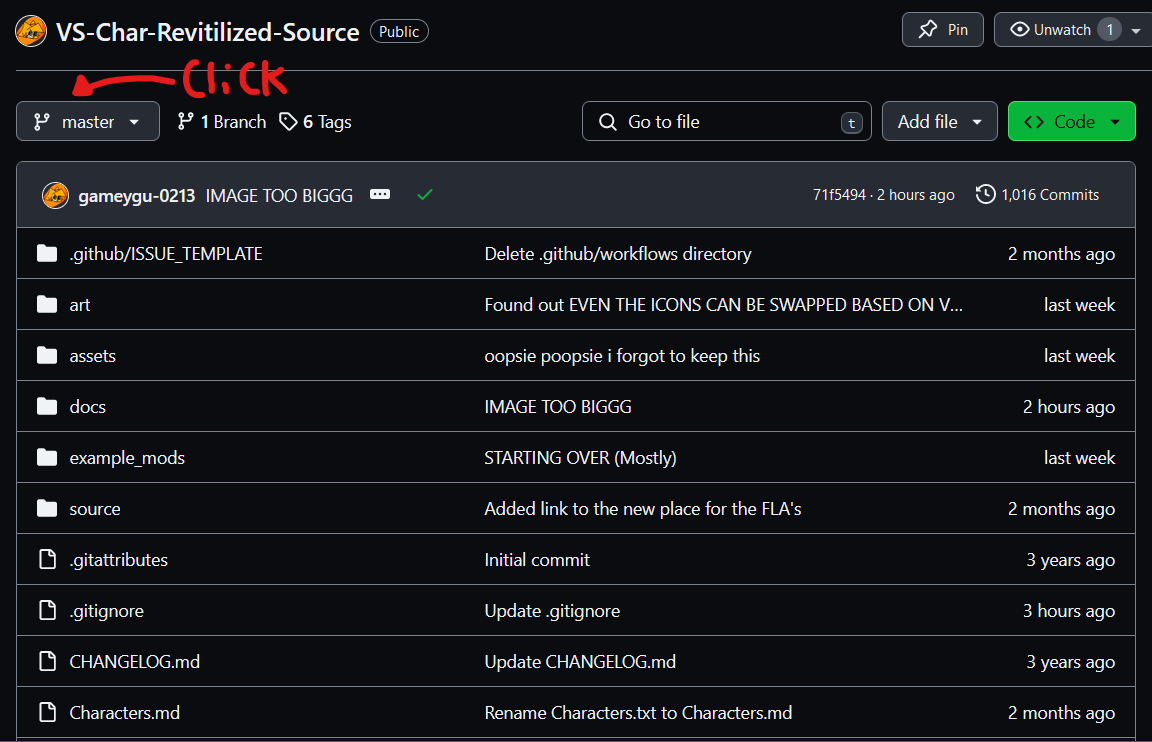 VS-Char-Revitilized-Source Public Pin Unwatch 1
Click
master 1 Branch 6 Tags Go to file t Add file Code
gameygu-0213 IMAGE TOO BIGGG 71f5494 · 2 hours ago 1,016 Commits
.github/ISSUE_TEMPLATE Delete .github/workflows directory 2 months ago
art Found out EVEN THE ICONS CAN BE SWAPPED BASED ON V... last week
assets oopsie poopsie i forgot to keep this last week
docs IMAGE TOO BIGGG 2 hours ago
example_mods STARTING OVER (Mostly) last week
source Added link to the new place for the FLA's 2 months ago
.gitattributes Initial commit 3 years ago
.gitignore Update .gitignore 3 hours ago
CHANGELOG.md Update CHANGELOG.md 3 years ago
Characters.md Rename Characters.txt to Characters.md 2 months ago